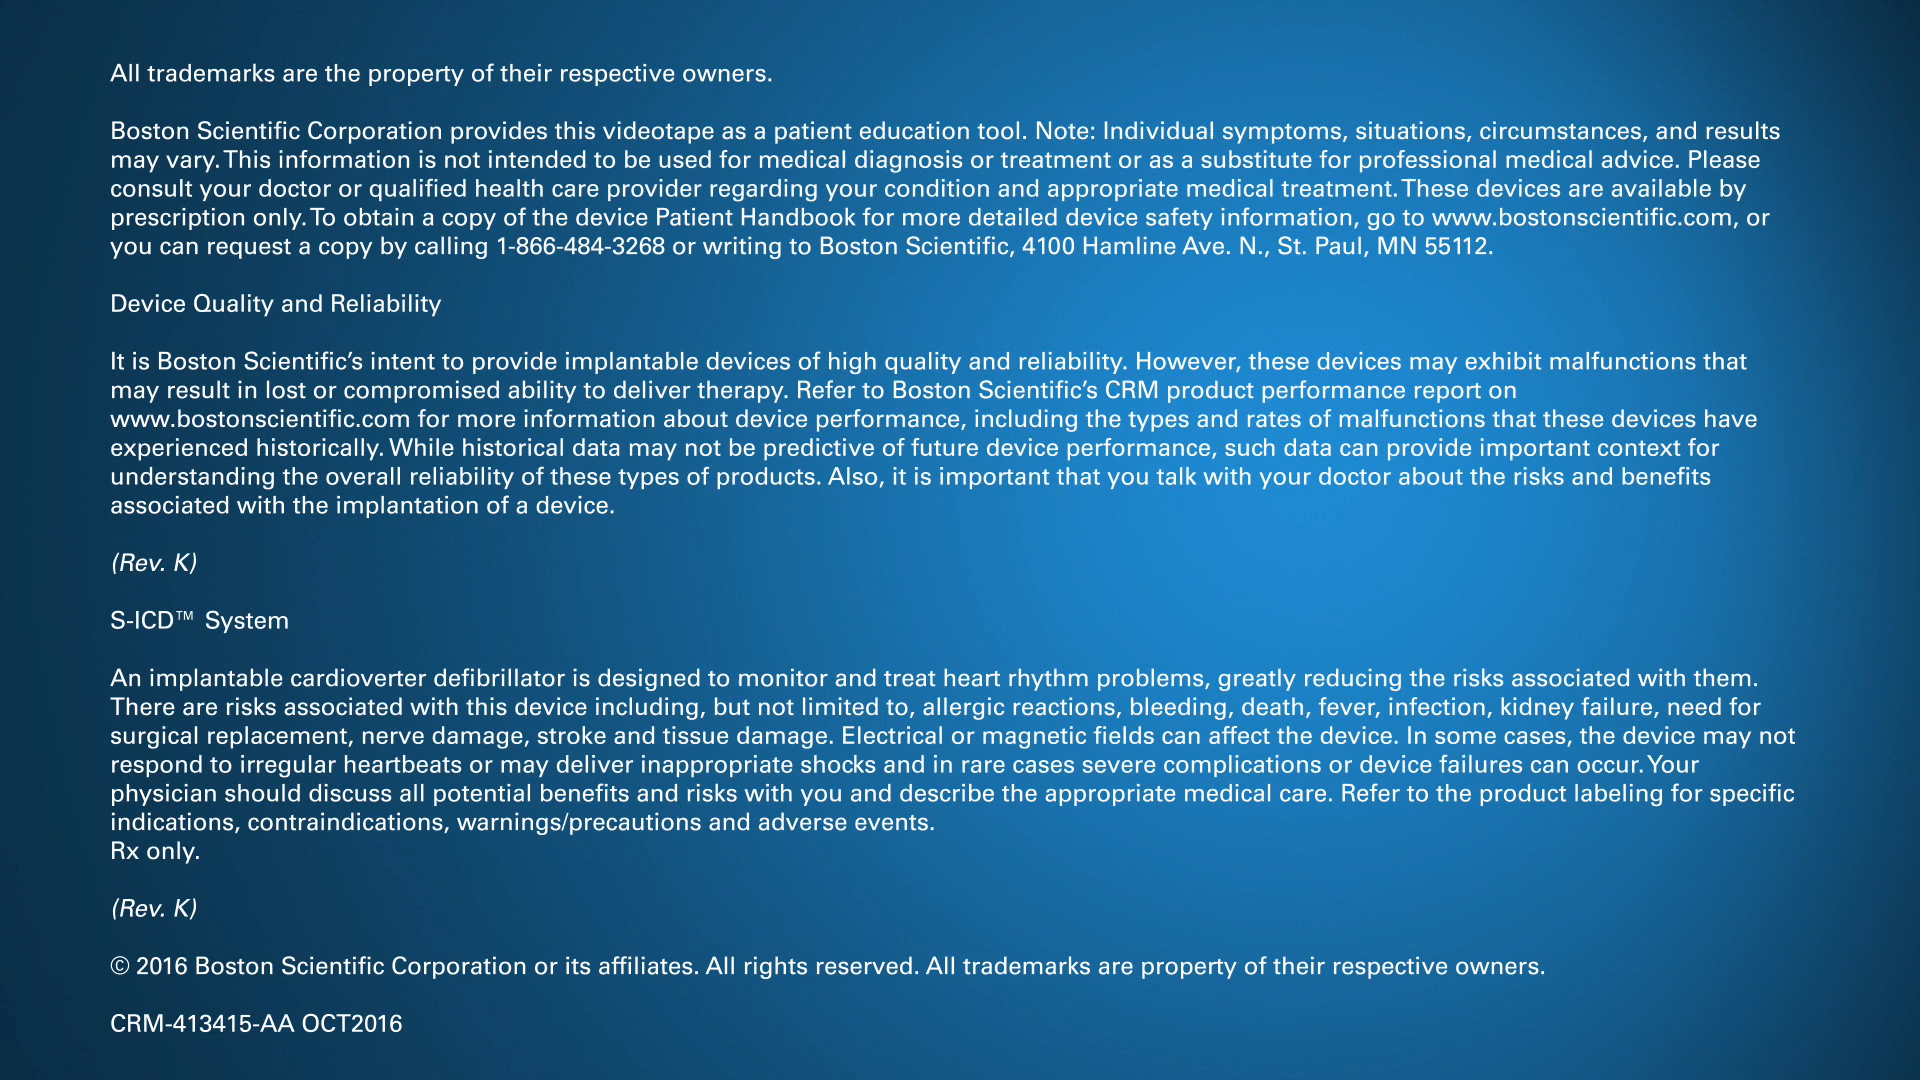 All trademarks are the property of their respective owners.
Boston Scientific Corporation provides this videotape as a patient education tool. Note: Individual symptoms, situations, circumstances, and results
may vary. This information is not intended to be used for medical diagnosis or treatment or as a substitute for professional medical advice. Please
consult your doctor or qualified health care provider regarding your condition and appropriate medical treatment. These devices are available by
prescription only. To obtain a copy of the device Patient Handbook for more detailed device safety information, go to www.bostonscientific.com, or
you can request a copy by calling 1-866-484-3268 or writing to Boston Scientific, 4100 Hamline Ave. N., St. Paul, MN 55112.
Device Quality and Reliability
It is Boston Scientific’s intent to provide implantable devices of high quality and reliability. However, these devices may exhibit malfunctions that
may result in lost or compromised ability to deliver therapy. Refer to Boston Scientific’s CRM product performance report on
www.bostonscientific.com for more information about device performance, including the types and rates of malfunctions that these devices have
experienced historically. While historical data may not be predictive of future device performance, such data can provide important context for
understanding the overall reliability of these types of products. Also, it is important that you talk with your doctor about the risks and benefits
associated with the implantation of a device.
(Rev. K)
S-ICD™ System
An implantable cardioverter defibrillator is designed to monitor and treat heart rhythm problems, greatly reducing the risks associated with them.
There are risks associated with this device including, but not limited to, allergic reactions, bleeding, death, fever, infection, kidney failure, need for
surgical replacement, nerve damage, stroke and tissue damage. Electrical or magnetic fields can affect the device. In some cases, the device may not
respond to irregular heartbeats or may deliver inappropriate shocks and in rare cases severe complications or device failures can occur. Your
physician should discuss all potential benefits and risks with you and describe the appropriate medical care. Refer to the product labeling for specific
indications, contraindications, warnings/precautions and adverse events.
Rx only.
(Rev. K)
© 2016 Boston Scientific Corporation or its affiliates. All rights reserved. All trademarks are property of their respective owners.
CRM-413415-AA OCT2016